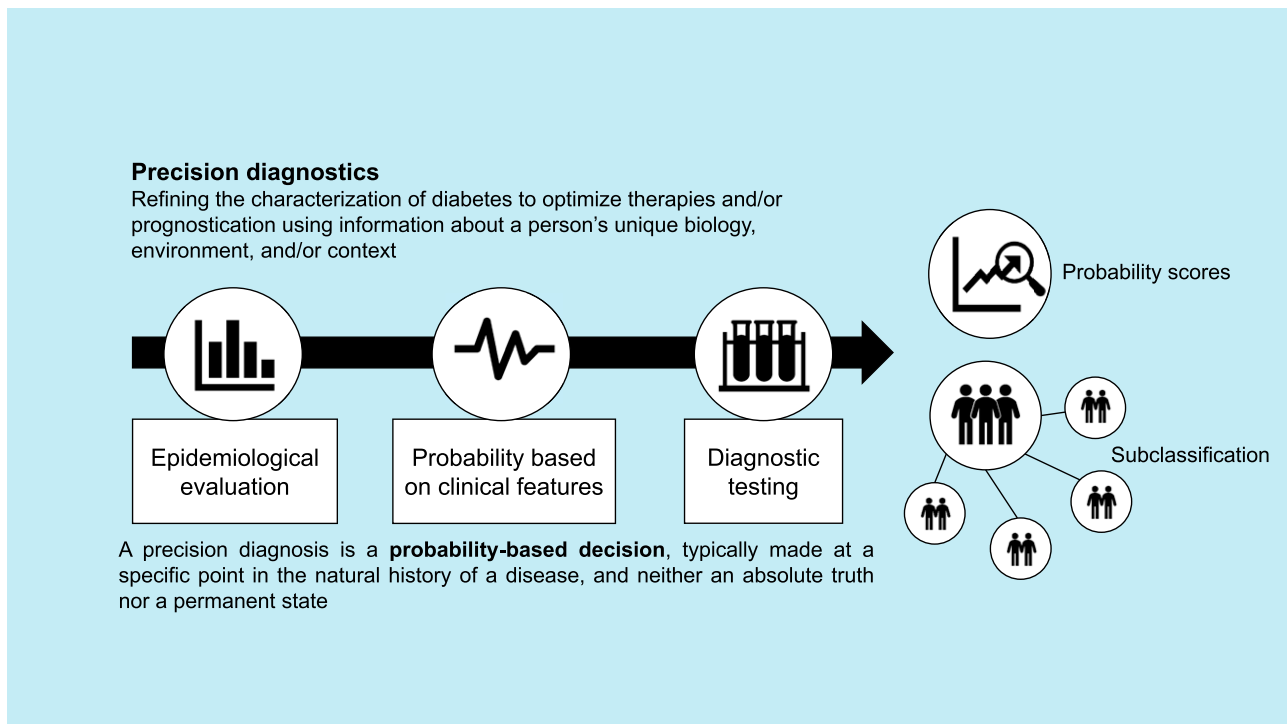 Precision diagnostics
Refining the characterization of diabetes to optimize therapies and/or
prognostication using information about a person’s unique biology,
environment, and/or context
Probability scores
Epidemiological
evaluation
Probability based
on clinical features
Diagnostic
testing
Subclassification
A precision diagnosis is a probability-based decision, typically made at a
specific point in the natural history of a disease, and neither an absolute truth
nor a permanent state